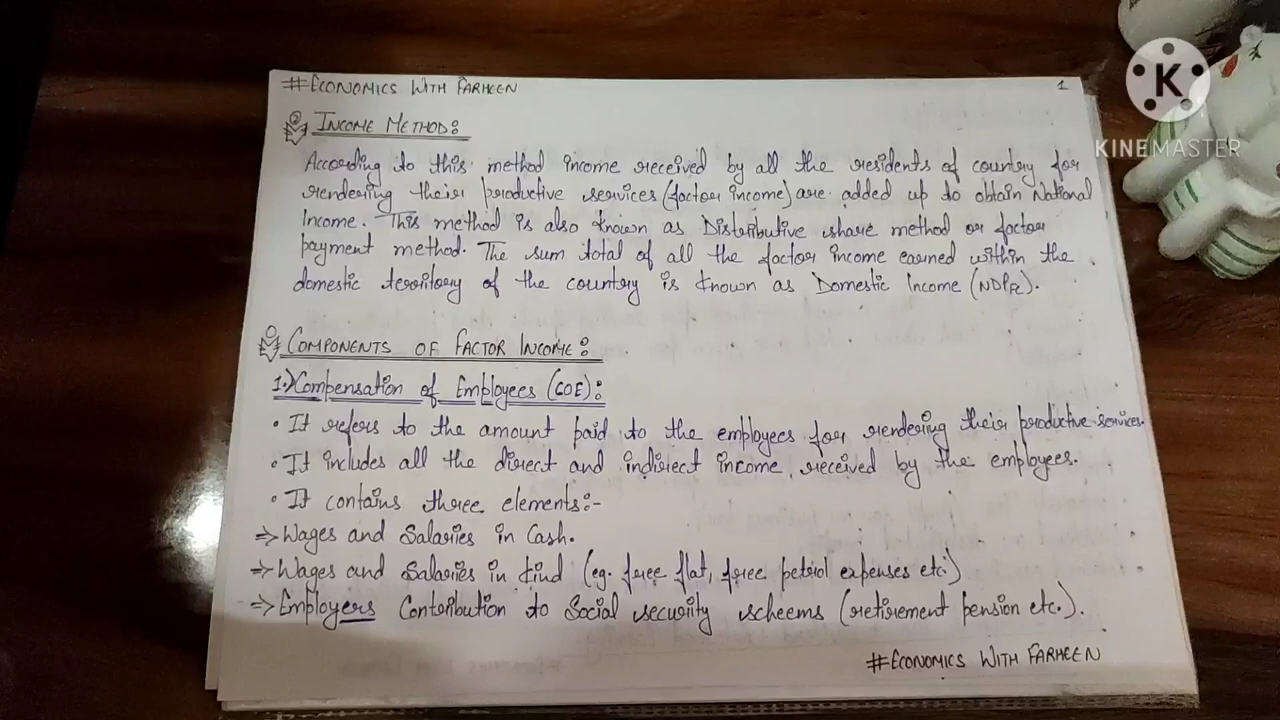 #ECONOMICS WITH FARHEEN
1
K
KINEMASTER
INCOME METHOD:
According to this method income received by all the residents of country for
rendering their productive services (factor income) are added up to obtain National
Income. This method is also known as Distributive share method or factor
payment method. The sum total of all the factor income earned within the
domestic territory of the country is known as Domestic Income (NDPFC).
COMPONENTS OF FACTOR INCOME:
1.) Compensation of Employees (COE):
• It refers to the amount paid to the employees for rendering their productive services.
• It includes all the direct and indirect income received by the employees.
• It contains three elements:-
⇒ Wages and Salaries in Cash.
⇒ Wages and Salaries in kind (eg. free flat, free petrol expenses etc.)
⇒ Employers Contribution to Social security scheems (retirement pension etc.).
#ECONOMICS WITH FARHEEN